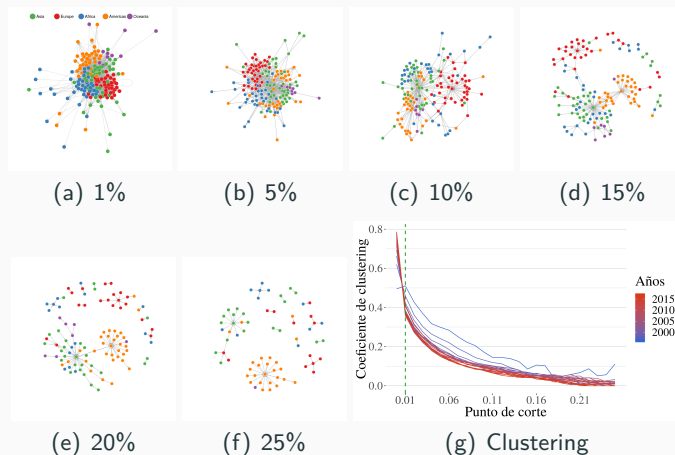 Asia Europe Africa Americas Oceania
(a) 1%
(b) 5%
(c) 10%
(d) 15%
(e) 20%
(f) 25%
Coeficiente de clustering
0.8
0.6
0.4
0.2
0.0
0.01 0.06 0.11 0.16 0.21
Punto de corte
Años
2015
2010
2005
2000
(g) Clustering